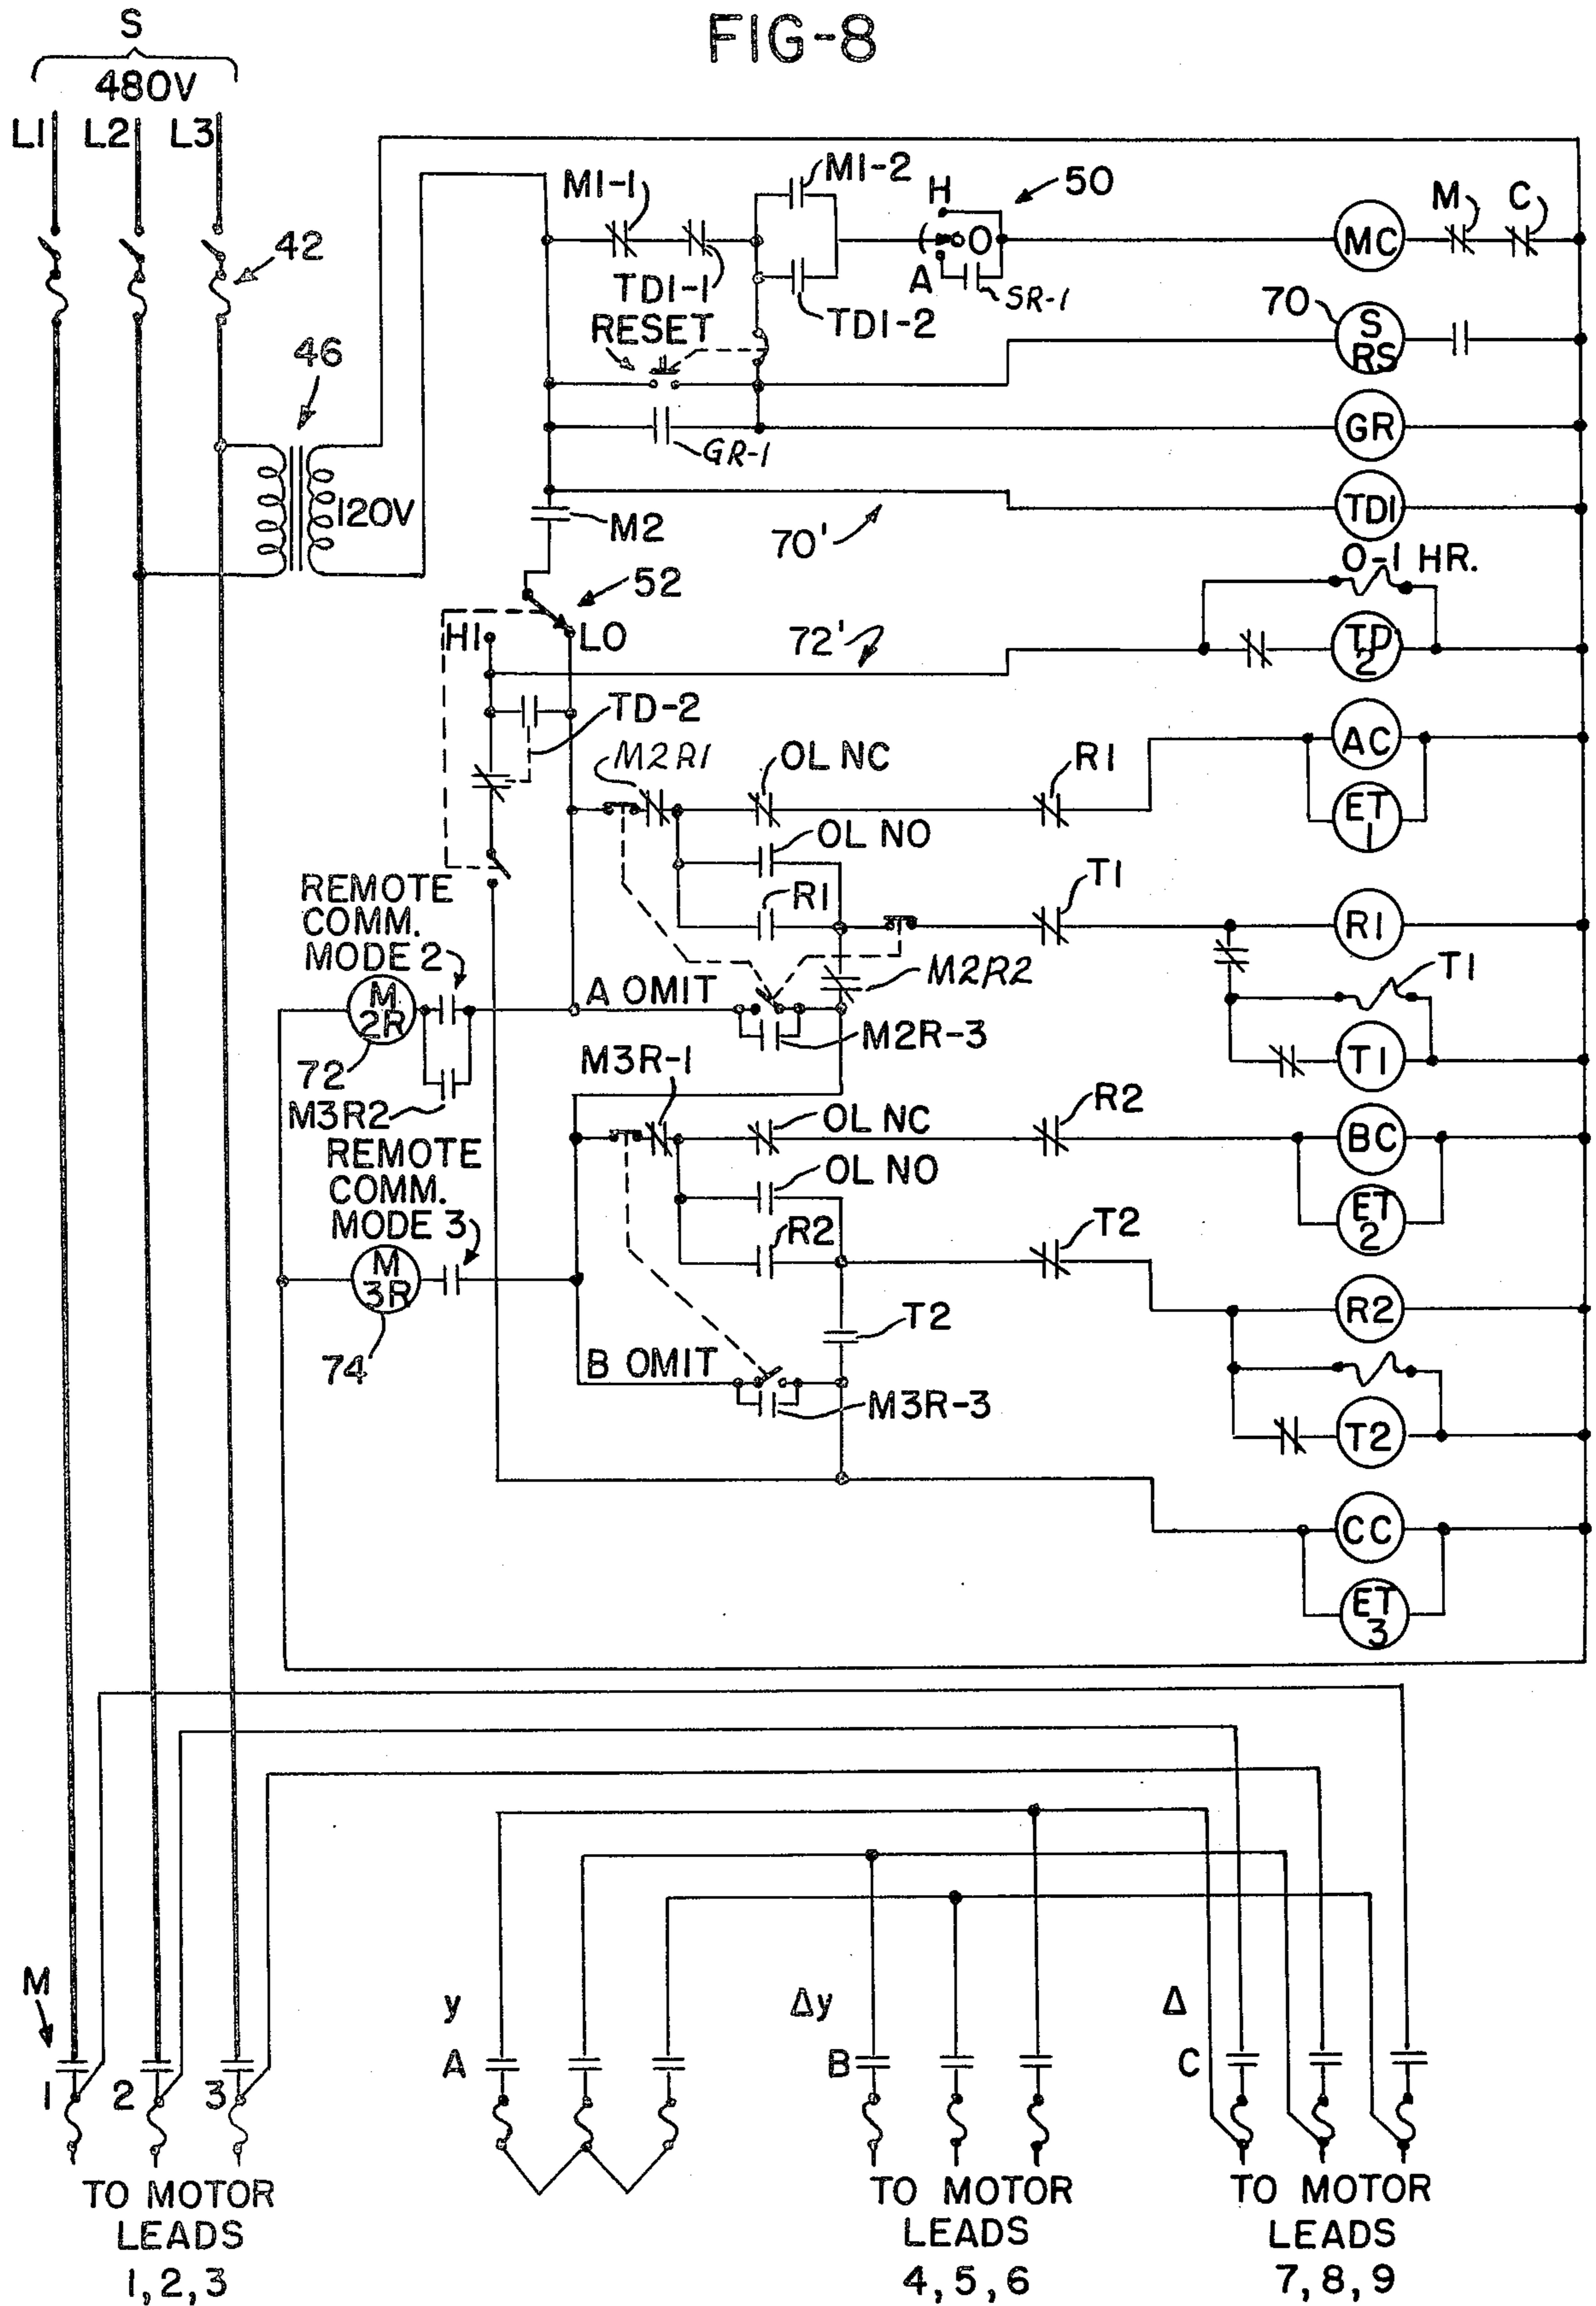 FIG-8
S
480V
L1 L2 L3
42
46
120V
M1-1
M1-2
H
50
M C
O
MC
TD1-1
A
SR-1
RESET
TD1-2
70
S
RS
GR
GR-1
M2
70'
TD1
O-1 HR.
52
HI
LO
72'
TD
2
TD-2
M2R1
OL NC
R1
AC
ET
1
OL NO
R1
T1
R1
REMOTE
COMM.
MODE 2
M2R2
T1
M
2R
A OMIT
M2R-3
72
M3R-1
T1
M3R2
OL NC
R2
BC
REMOTE
COMM.
MODE 3
OL NO
ET
2
R2
T2
M
3R
R2
74
T2
B OMIT
M3R-3
T2
CC
ET
3
M
y
Δy
Δ
A
B
C
1 2 3
TO MOTOR
LEADS
1, 2, 3
TO MOTOR
LEADS
4, 5, 6
TO MOTOR
LEADS
7, 8, 9